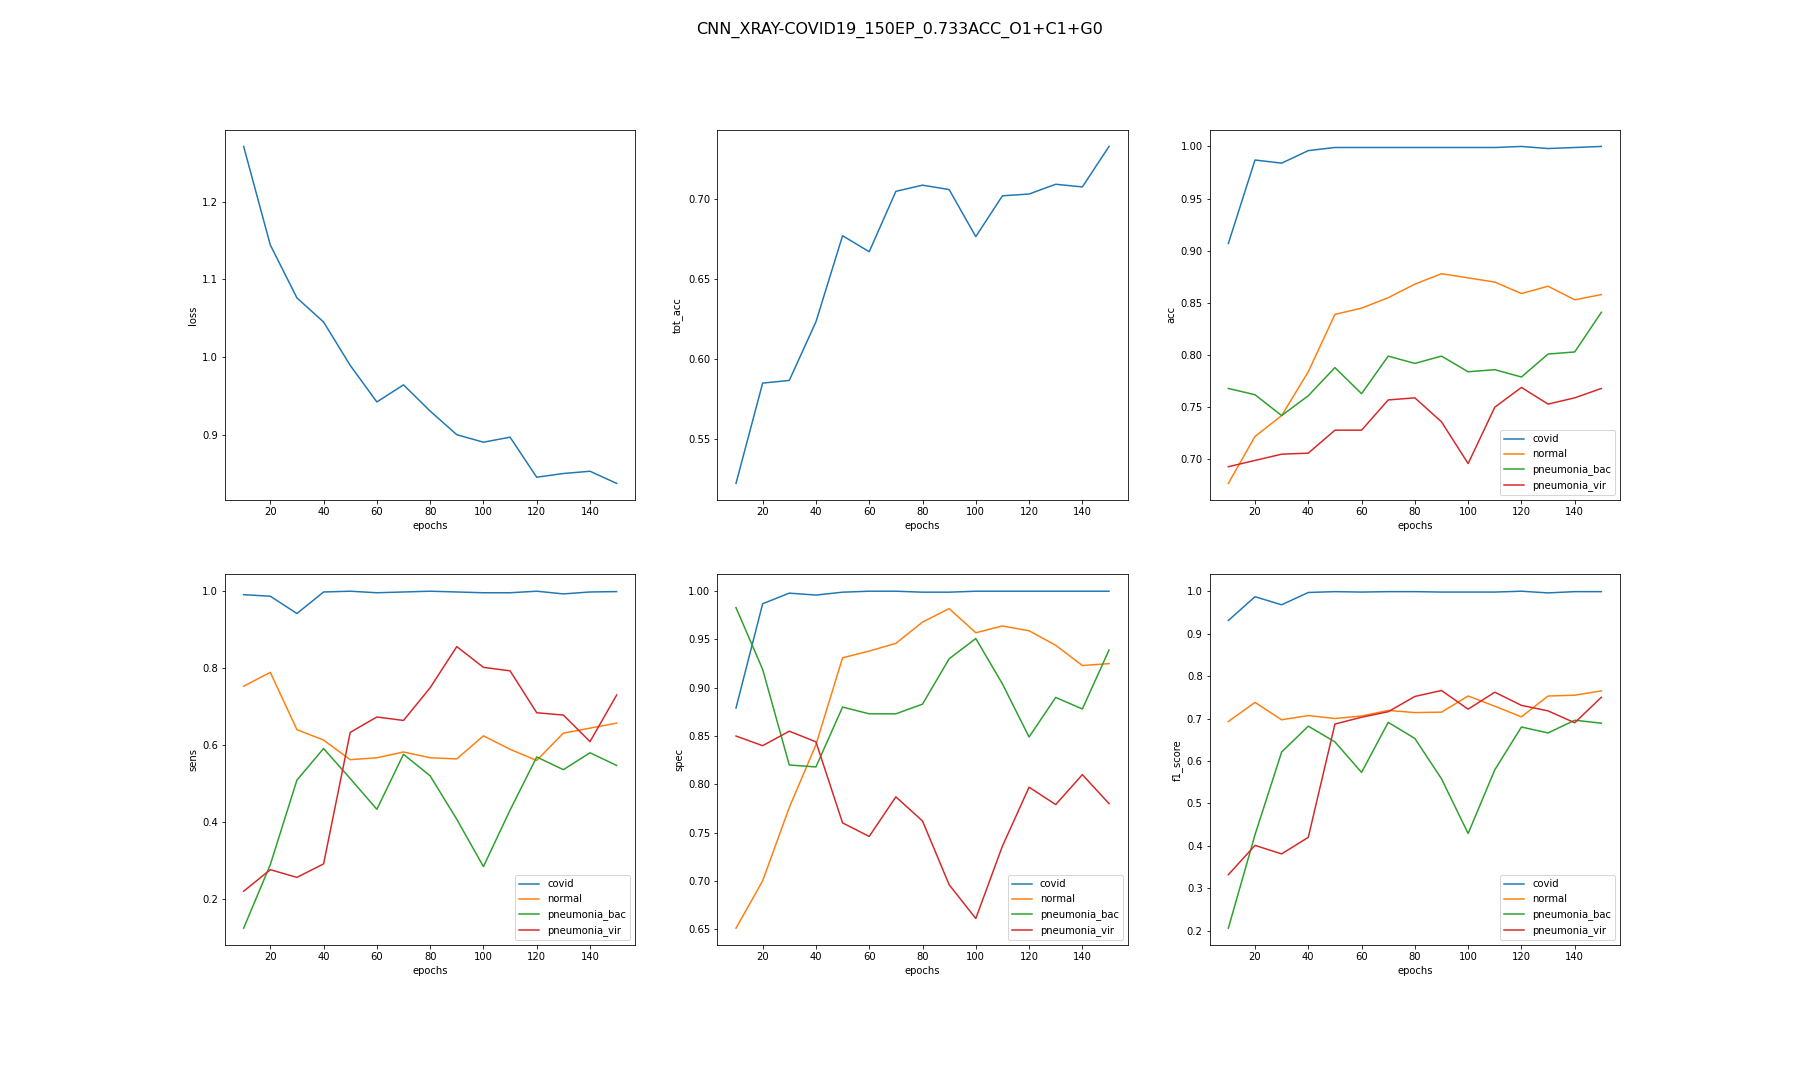 CNN_XRAY-COVID19_150EP_0.733ACC_O1+C1+G0
loss
1.2
1.1
1.0
0.9
20 40 60 80 100 120 140
epochs
tot_acc
0.70
0.65
0.60
0.55
20 40 60 80 100 120 140
epochs
acc
1.00
0.95
0.90
0.85
0.80
0.75
0.70
covid
normal
pneumonia_bac
pneumonia_vir
20 40 60 80 100 120 140
epochs
sens
1.0
0.8
0.6
0.4
0.2
covid
normal
pneumonia_bac
pneumonia_vir
20 40 60 80 100 120 140
epochs
spec
1.00
0.95
0.90
0.85
0.80
0.75
0.70
0.65
covid
normal
pneumonia_bac
pneumonia_vir
20 40 60 80 100 120 140
epochs
f1_score
1.0
0.9
0.8
0.7
0.6
0.5
0.4
0.3
0.2
covid
normal
pneumonia_bac
pneumonia_vir
20 40 60 80 100 120 140
epochs